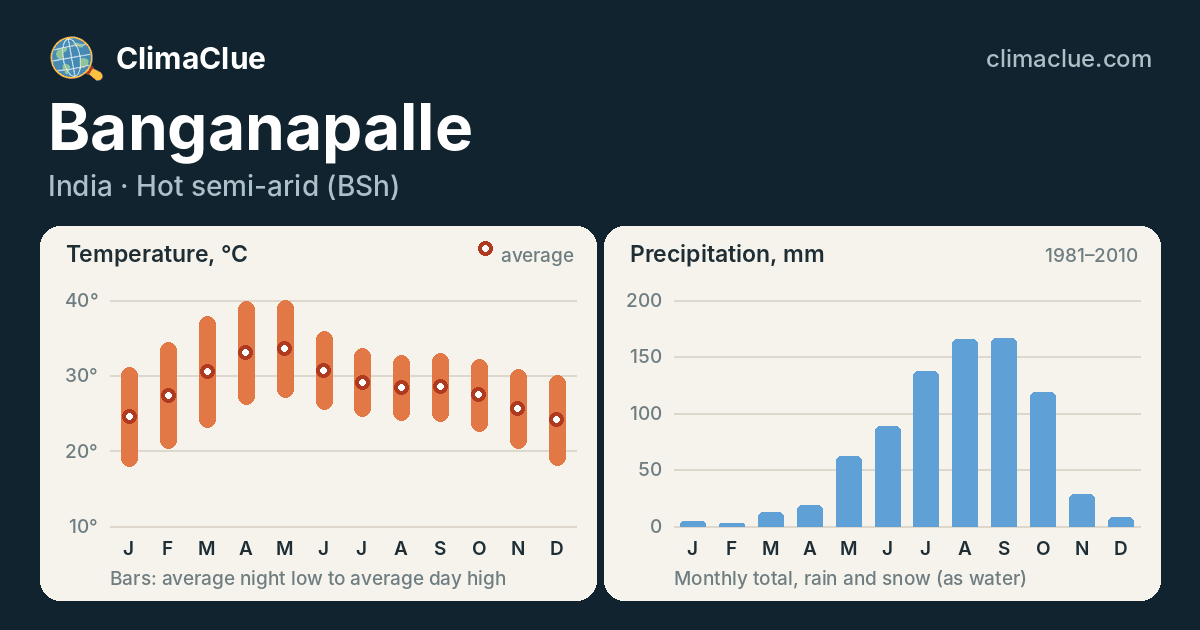 ClimaClue
climaclue.com
Banganapalle
India · Hot semi-arid (BSh)
Temperature, °C
average
40°
30°
20°
10°
J F M A M J J A S O N D
Bars: average night low to average day high
Precipitation, mm
1981–2010
200
150
100
50
0
J F M A M J J A S O N D
Monthly total, rain and snow (as water)